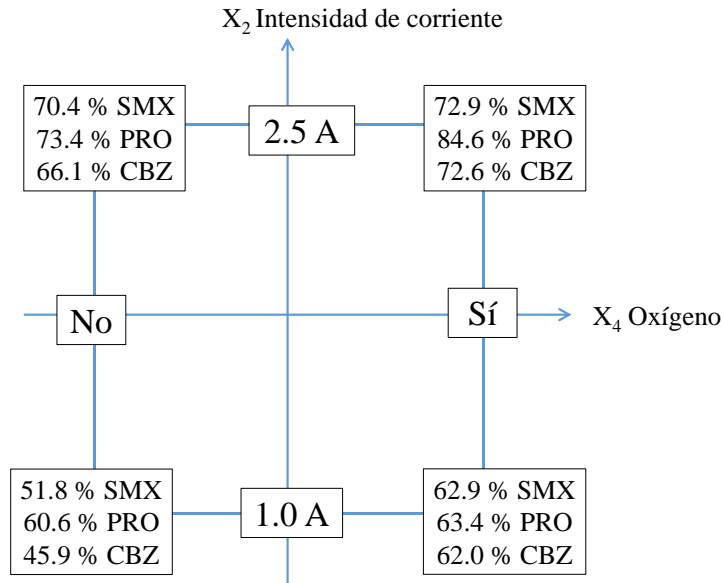 X2 Intensidad de corriente
70.4 % SMX
73.4 % PRO
66.1 % CBZ
2.5 A
72.9 % SMX
84.6 % PRO
72.6 % CBZ
No
Sí
X4 Oxígeno
51.8 % SMX
60.6 % PRO
45.9 % CBZ
1.0 A
62.9 % SMX
63.4 % PRO
62.0 % CBZ